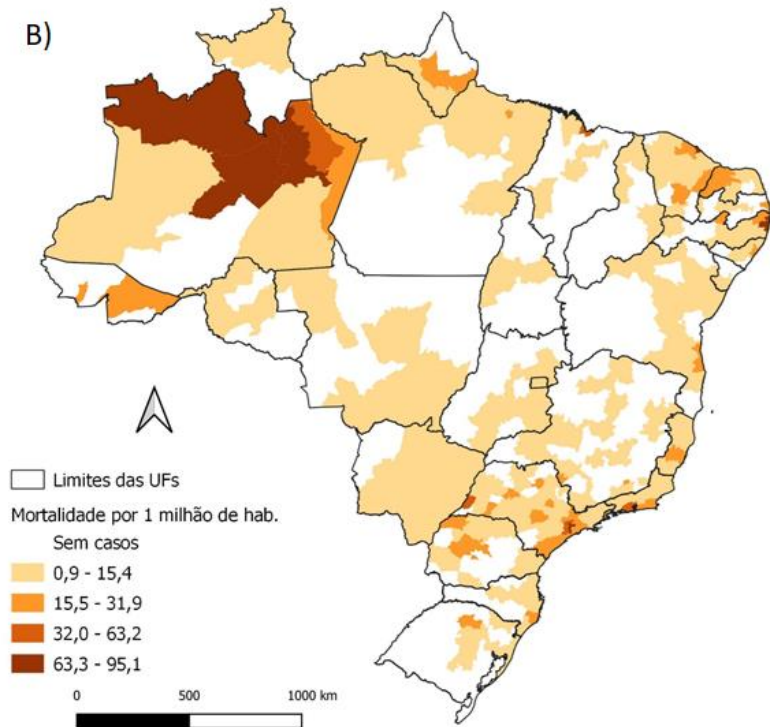 B)
Limites das UFs
Mortalidade por 1 milhão de hab.
Sem casos
0,9 - 15,4
15,5 - 31,9
32,0 - 63,2
63,3 - 95,1
0 500 1000 km